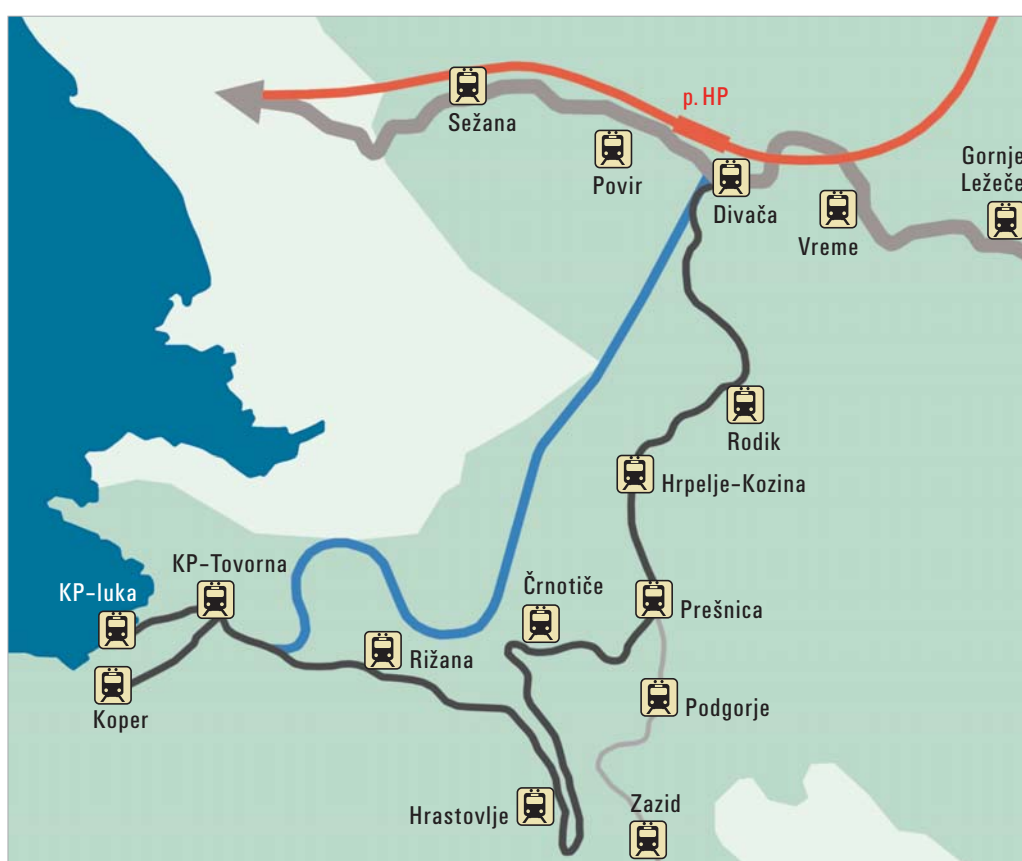 p. HP
Sežana
Povir
Divača
Vreme
Gornje
Ležeče
Rodik
Hrpelje-Kozina
KP-Tovorna
KP-luka
Črnotiče
Prešnica
Rižana
Koper
Podgorje
Hrastovlje
Zazid